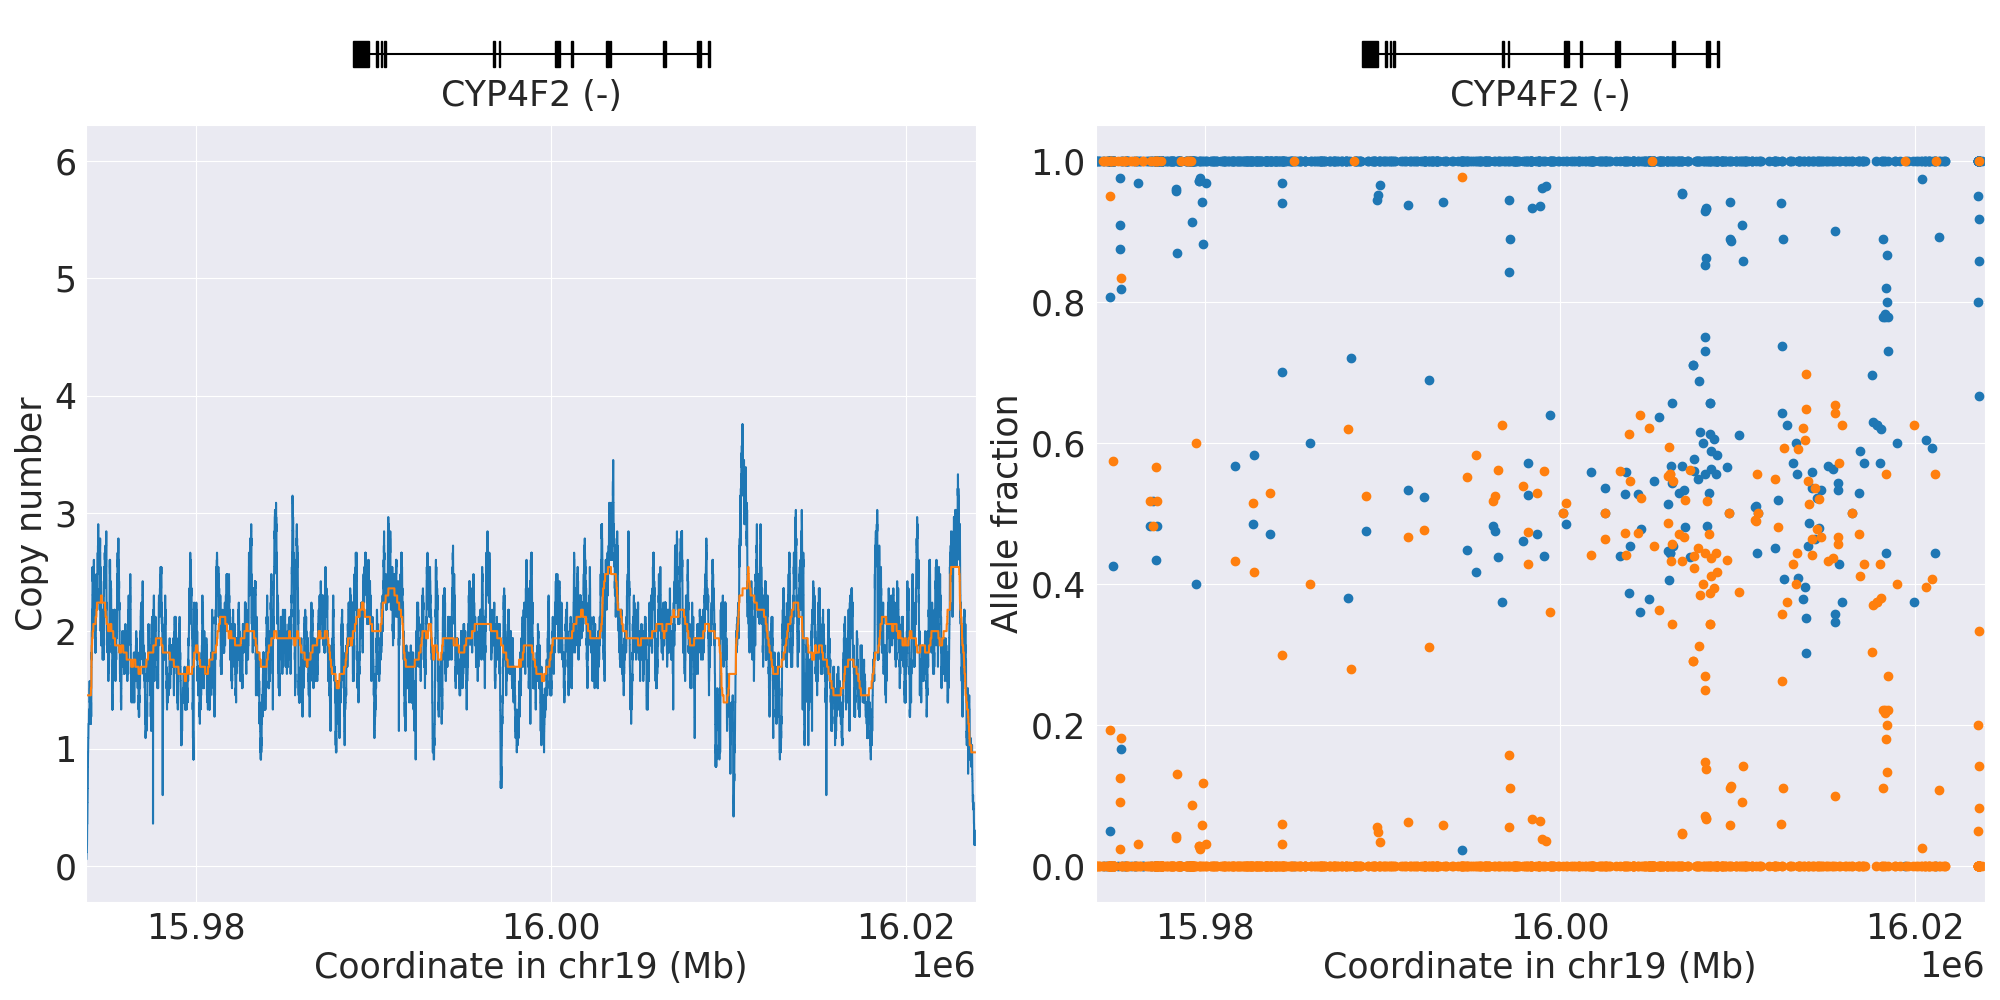 CYP4F2 (-)
6
5
4
3
2
1
0
Copy number
15.98
16.00
16.02
Coordinate in chr19 (Mb)
1e6
CYP4F2 (-)
1.0
0.8
0.6
0.4
0.2
0.0
Allele fraction
15.98
16.00
16.02
Coordinate in chr19 (Mb)
1e6